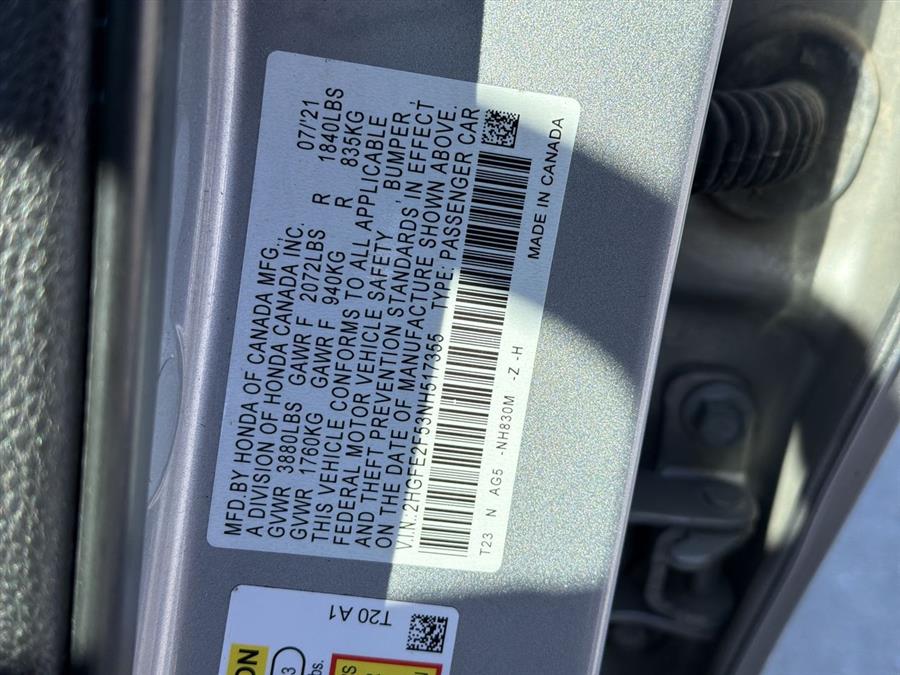 MFD.BY HONDA OF CANADA MFG., 07/'21
A DIVISION OF HONDA CANADA INC.
GVWR 3880LBS GAWR F 2072LBS R 1840LBS
GVWR 1760KG GAWR F 940KG R 835KG
THIS VEHICLE CONFORMS TO ALL APPLICABLE
FEDERAL MOTOR VEHICLE SAFETY , BUMPER ,
AND THEFT PREVENTION STANDARDS IN EFFECT
ON THE DATE OF MANUFACTURE SHOWN ABOVE.
V.I.N.:2HGFE2F53NH517355 TYPE: PASSENGER CAR
T23 N AG5 -NH830M -Z -H
MADE IN CANADA
T20 A1
ON
3
bs.